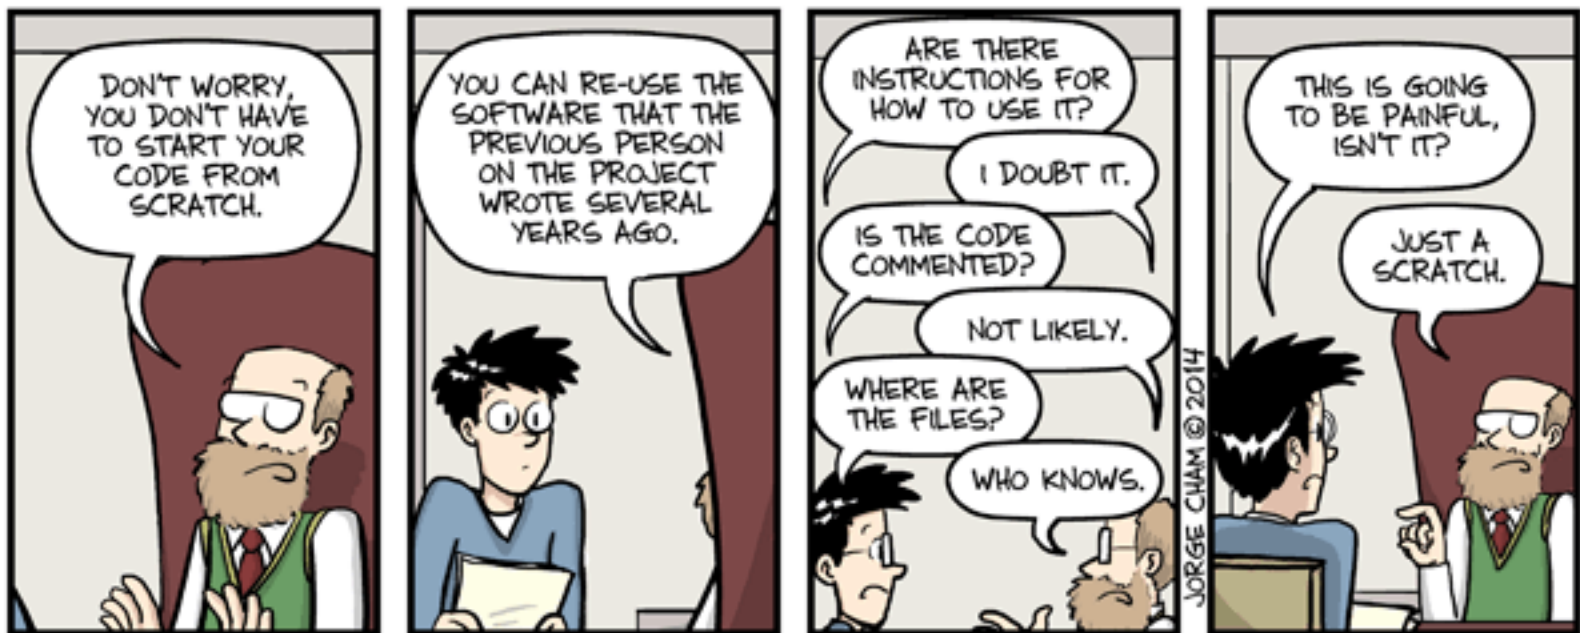 DON'T WORRY,
YOU DON'T HAVE
TO START YOUR
CODE FROM
SCRATCH.
YOU CAN RE-USE THE
SOFTWARE THAT THE
PREVIOUS PERSON
ON THE PROJECT
WROTE SEVERAL
YEARS AGO.
ARE THERE
INSTRUCTIONS FOR
HOW TO USE IT?
I DOUBT IT.
IS THE CODE
COMMENTED?
NOT LIKELY.
WHERE ARE
THE FILES?
WHO KNOWS.
JORGE CHAM © 2014
THIS IS GOING
TO BE PAINFUL,
ISN'T IT?
JUST A
SCRATCH.